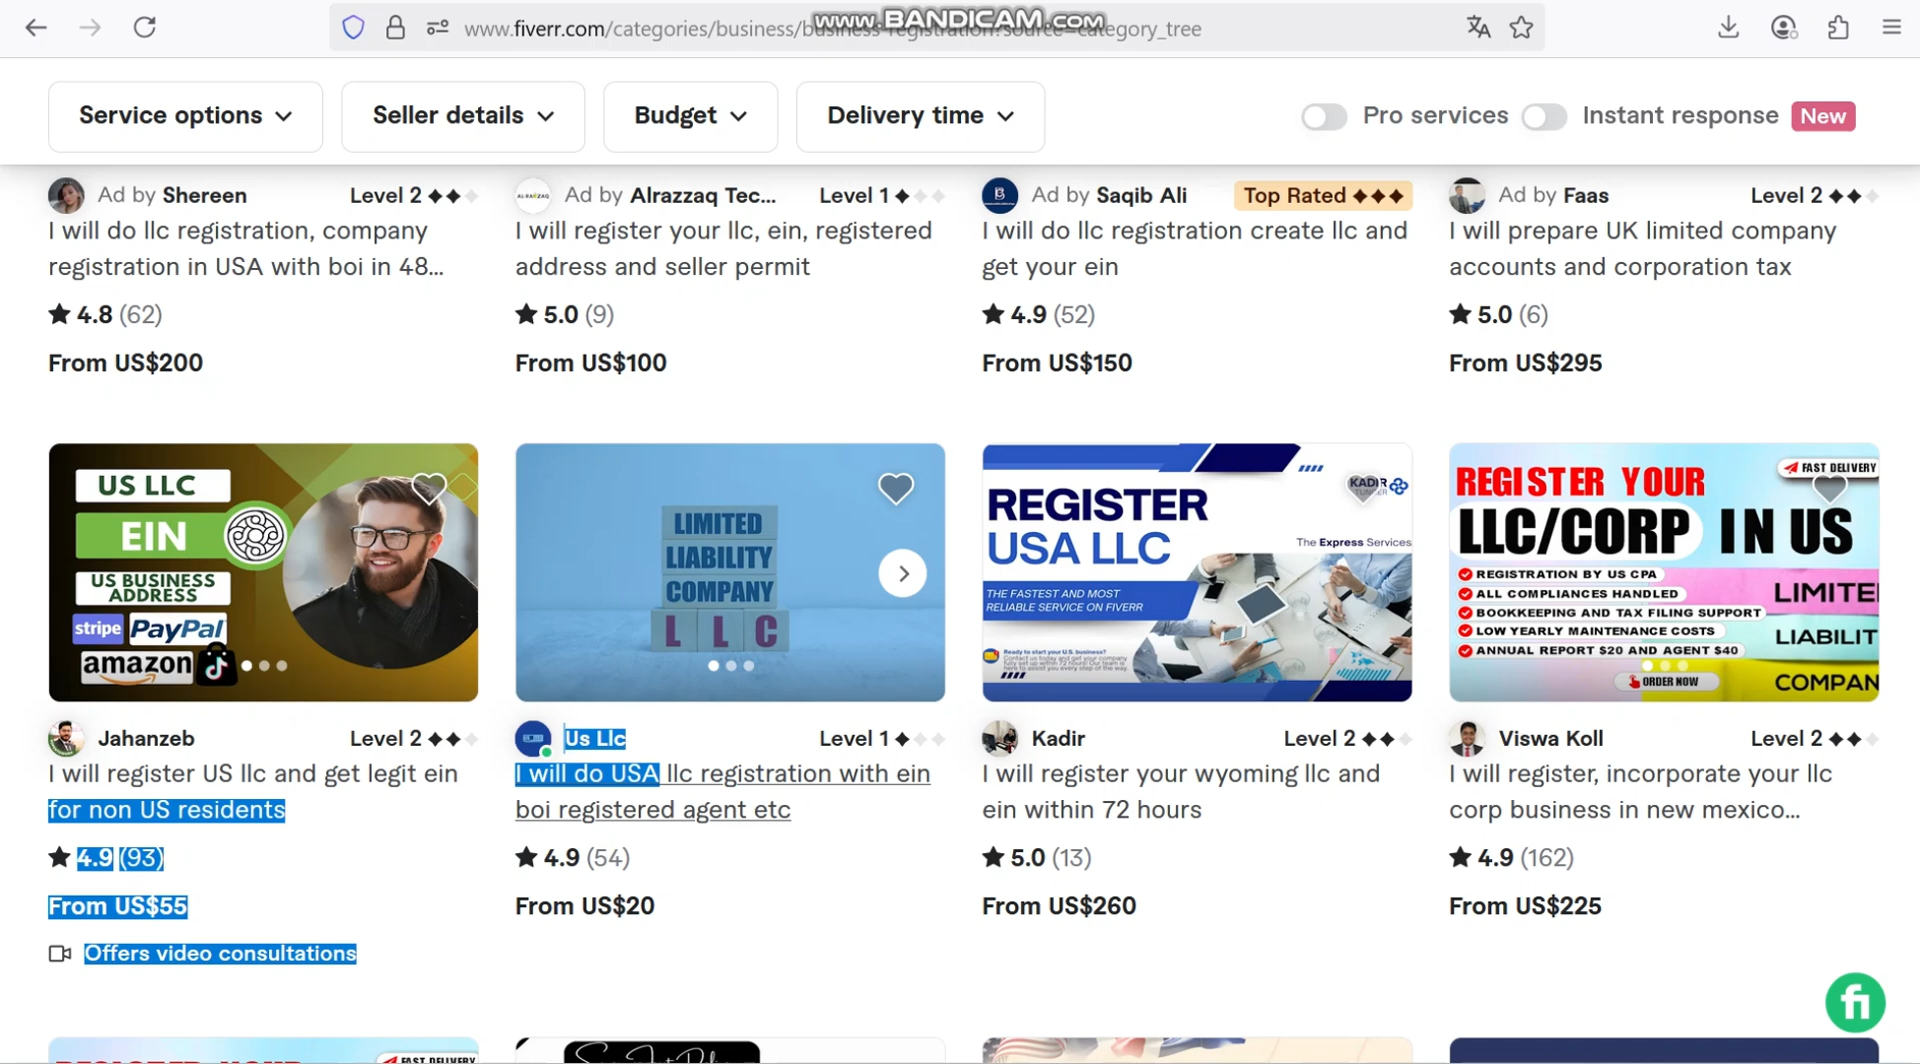 www.BANDICAM.com
www.fiverr.com/categories/business/business-registration?source=category_tree
Service options
Seller details
Budget
Delivery time
Pro services
Instant response
New
Ad by Shereen
Level 2
I will do llc registration, company
registration in USA with boi in 48...
4.8 (62)
From US$200
Ad by Alrazzaq Tec...
Level 1
I will register your llc, ein, registered
address and seller permit
5.0 (9)
From US$100
Ad by Saqib Ali
Top Rated
I will do llc registration create llc and
get your ein
4.9 (52)
From US$150
Ad by Faas
Level 2
I will prepare UK limited company
accounts and corporation tax
5.0 (6)
From US$295
US LLC
EIN
US BUSINESS
ADDRESS
stripe PayPal
amazon
Jahanzeb
Level 2
I will register US llc and get legit ein
for non US residents
4.9 (93)
From US$55
Offers video consultations
LIMITED
LIABILITY
COMPANY
L L C
Us Llc
Level 1
I will do USA llc registration with ein
boi registered agent etc
4.9 (54)
From US$20
KADIR
REGISTER
USA LLC
The Express Services
THE FASTEST AND MOST
RELIABLE SERVICE ON FIVERR
Ready to start your U.S. business?
Kadir
Level 2
I will register your wyoming llc and
ein within 72 hours
5.0 (13)
From US$260
FAST DELIVERY
REGISTER YOUR
LLC/CORP IN US
REGISTRATION BY US CPA
ALL COMPLIANCES HANDLED
BOOKKEEPING AND TAX FILING SUPPORT
LOW YEARLY MAINTENANCE COSTS
ANNUAL REPORT $20 AND AGENT $40
ORDER NOW
LIMITE
LIABILIT
COMPAN
Viswa Koll
Level 2
I will register, incorporate your llc
corp business in new mexico...
4.9 (162)
From US$225
fi
FAST DELIVERY